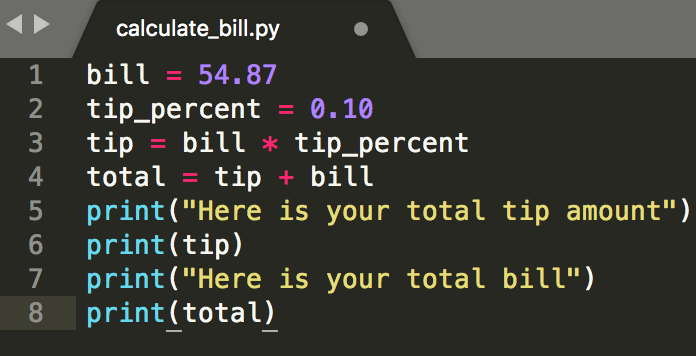 calculate_bill.py
1 bill = 54.87
2 tip_percent = 0.10
3 tip = bill * tip_percent
4 total = tip + bill
5 print("Here is your total tip amount")
6 print(tip)
7 print("Here is your total bill")
8 print(total)